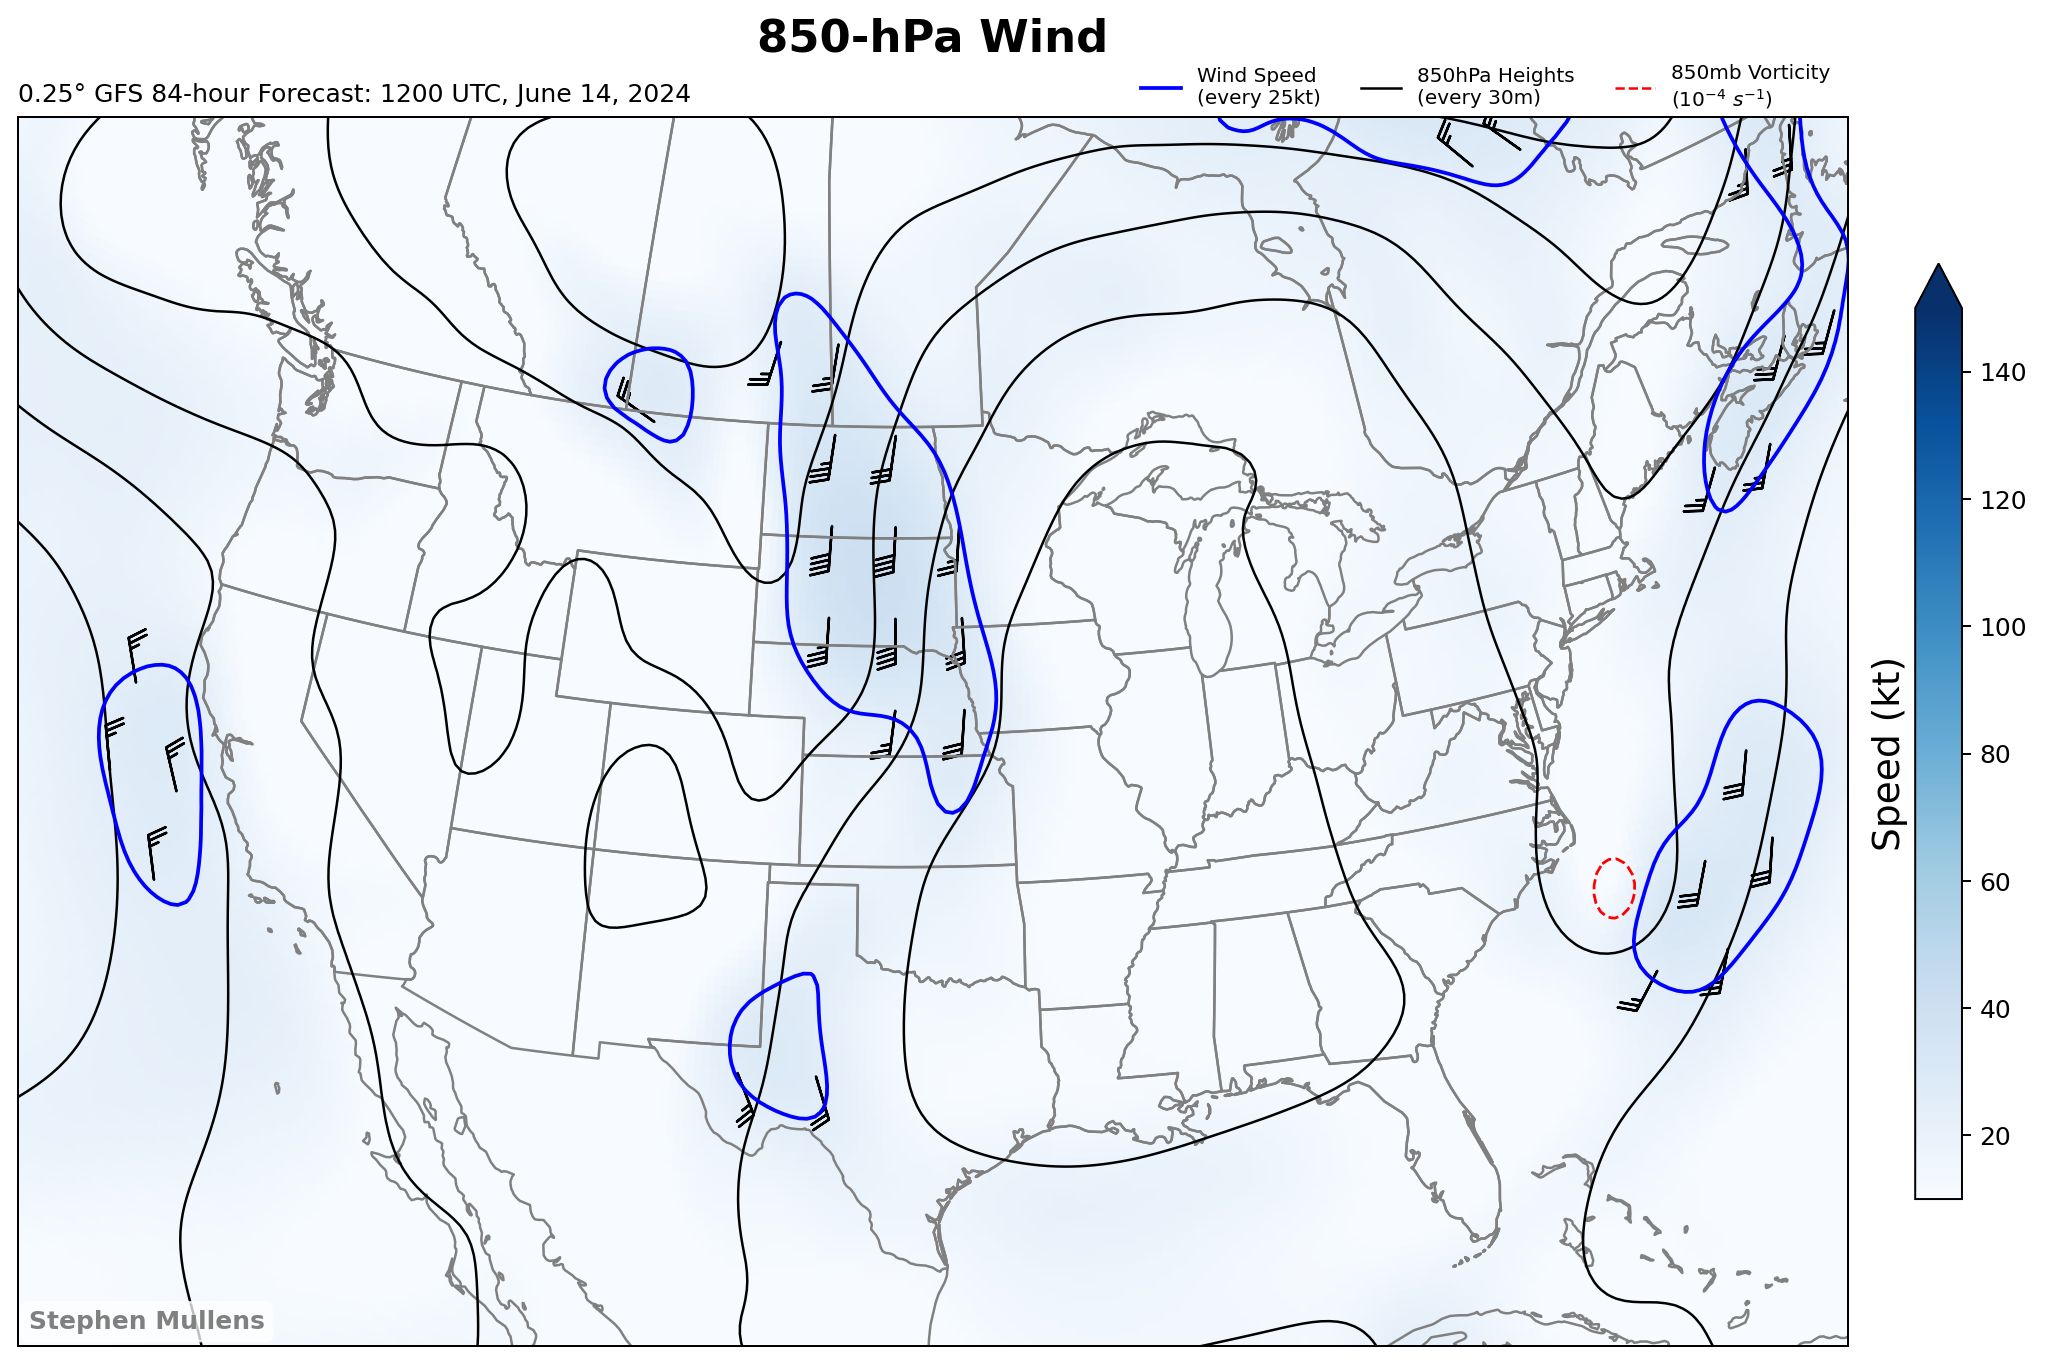 850-hPa Wind
0.25° GFS 84-hour Forecast: 1200 UTC, June 14, 2024
Wind Speed
(every 25kt)
850hPa Heights
(every 30m)
850mb Vorticity
(10⁻⁴ s⁻¹)
140
120
100
80
60
40
20
Speed (kt)
Stephen Mullens